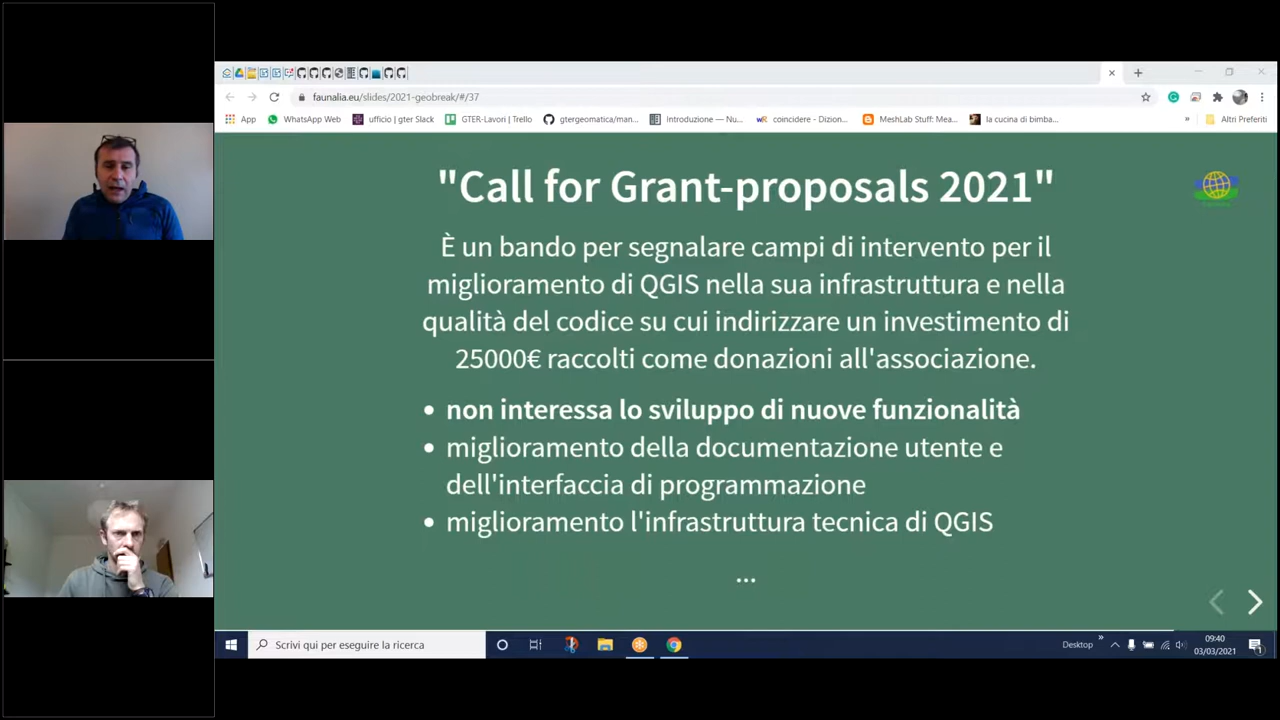 faunalia.eu/slides/2021-geobreak/#/37
App
WhatsApp Web
ufficio | gter Slack
GTER-Lavori | Trello
gtergeomatica/man...
Introduzione — Nu...
coincidere - Dizion...
MeshLab Stuff: Mea...
la cucina di bimba...
»
Altri Preferiti
"Call for Grant-proposals 2021"
È un bando per segnalare campi di intervento per il
miglioramento di QGIS nella sua infrastruttura e nella
qualità del codice su cui indirizzare un investimento di
25000€ raccolti come donazioni all'associazione.
• non interessa lo sviluppo di nuove funzionalità
• miglioramento della documentazione utente e
dell'interfaccia di programmazione
• miglioramento l'infrastruttura tecnica di QGIS
...
Scrivi qui per eseguire la ricerca
Desktop
»
09:40
03/03/2021